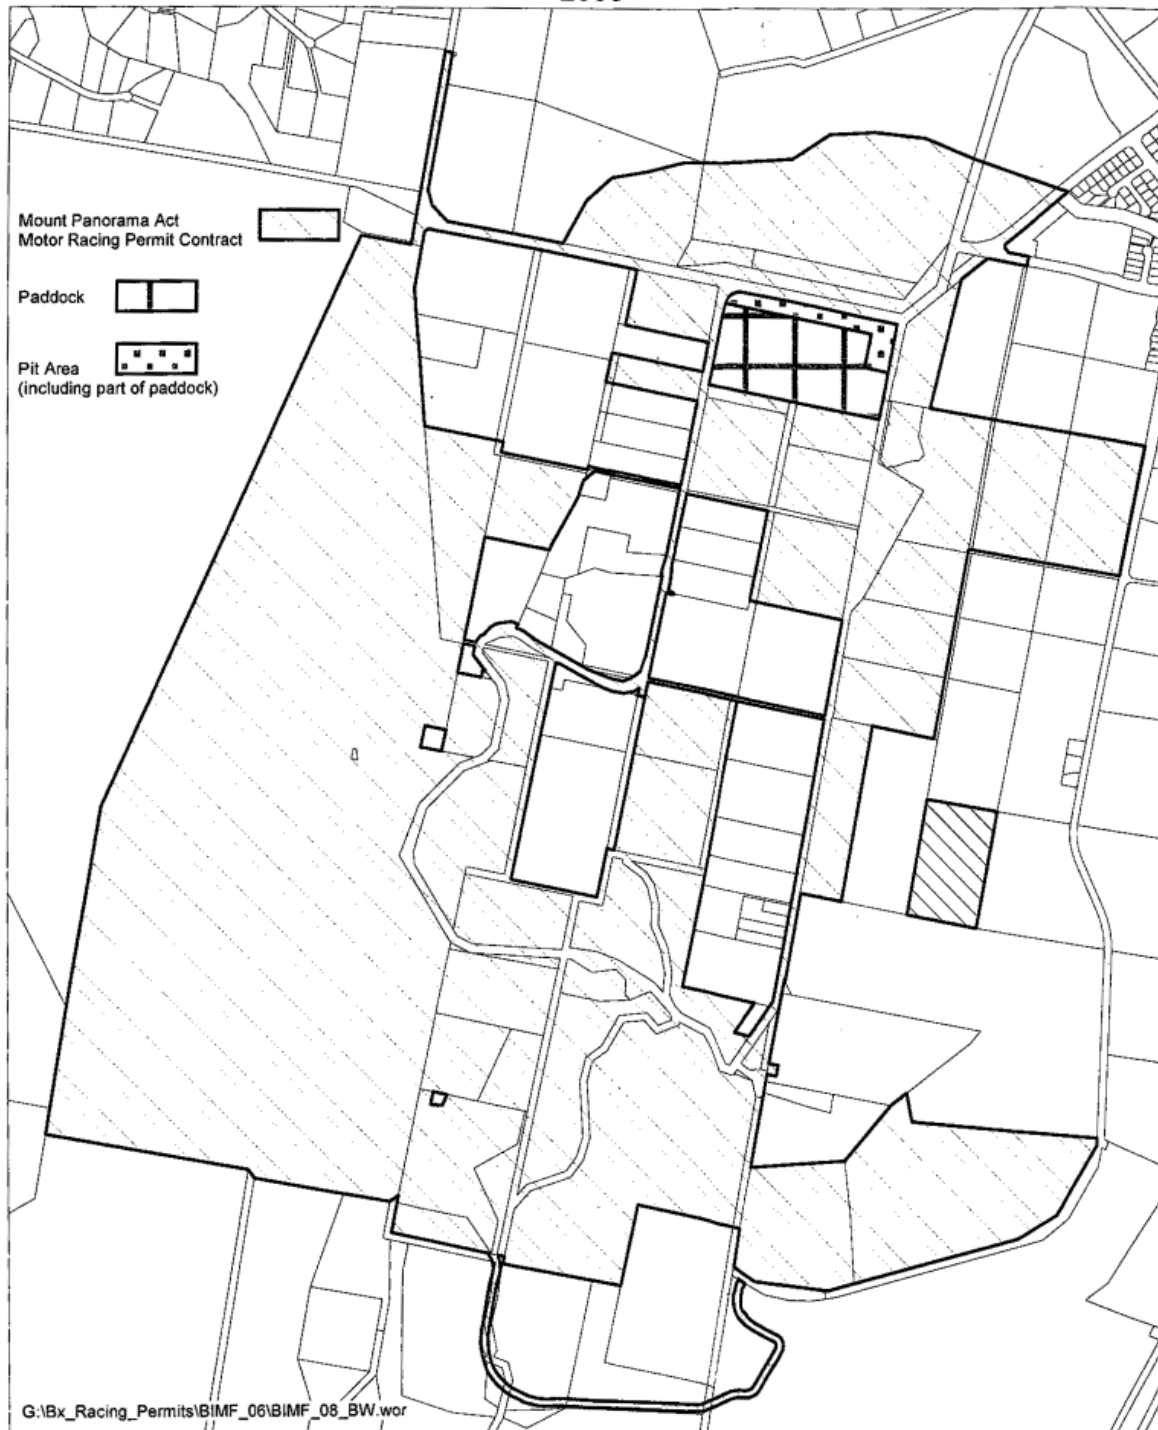 Mount Panorama Act
Motor Racing Permit Contract
Paddock
Pit Area
(including part of paddock)
G:\Bx_Racing_Permits\BIMF_06\BIMF_08_BW.wor